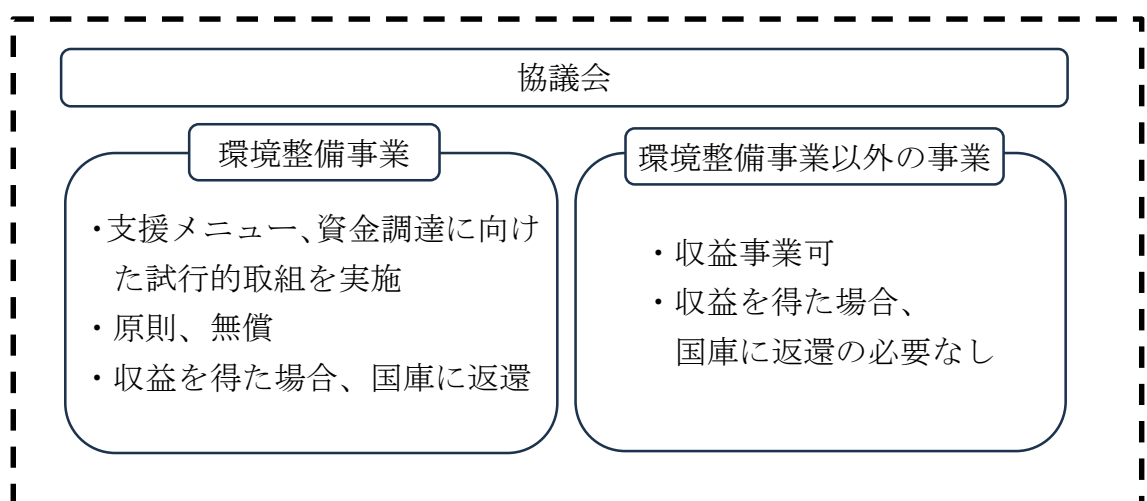 協議会
環境整備事業
・支援メニュー、資金調達に向け
た試行的取組を実施
・原則、無償
・収益を得た場合、国庫に返還
環境整備事業以外の事業
・収益事業可
・収益を得た場合、
国庫に返還の必要なし